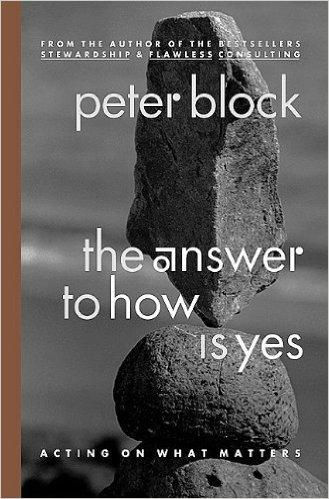 FROM THE AUTHOR OF THE BESTSELLERS
STEWARDSHIP & FLAWLESS CONSULTING
peter block
the answer
to how
is yes
ACTING ON WHAT MATTERS